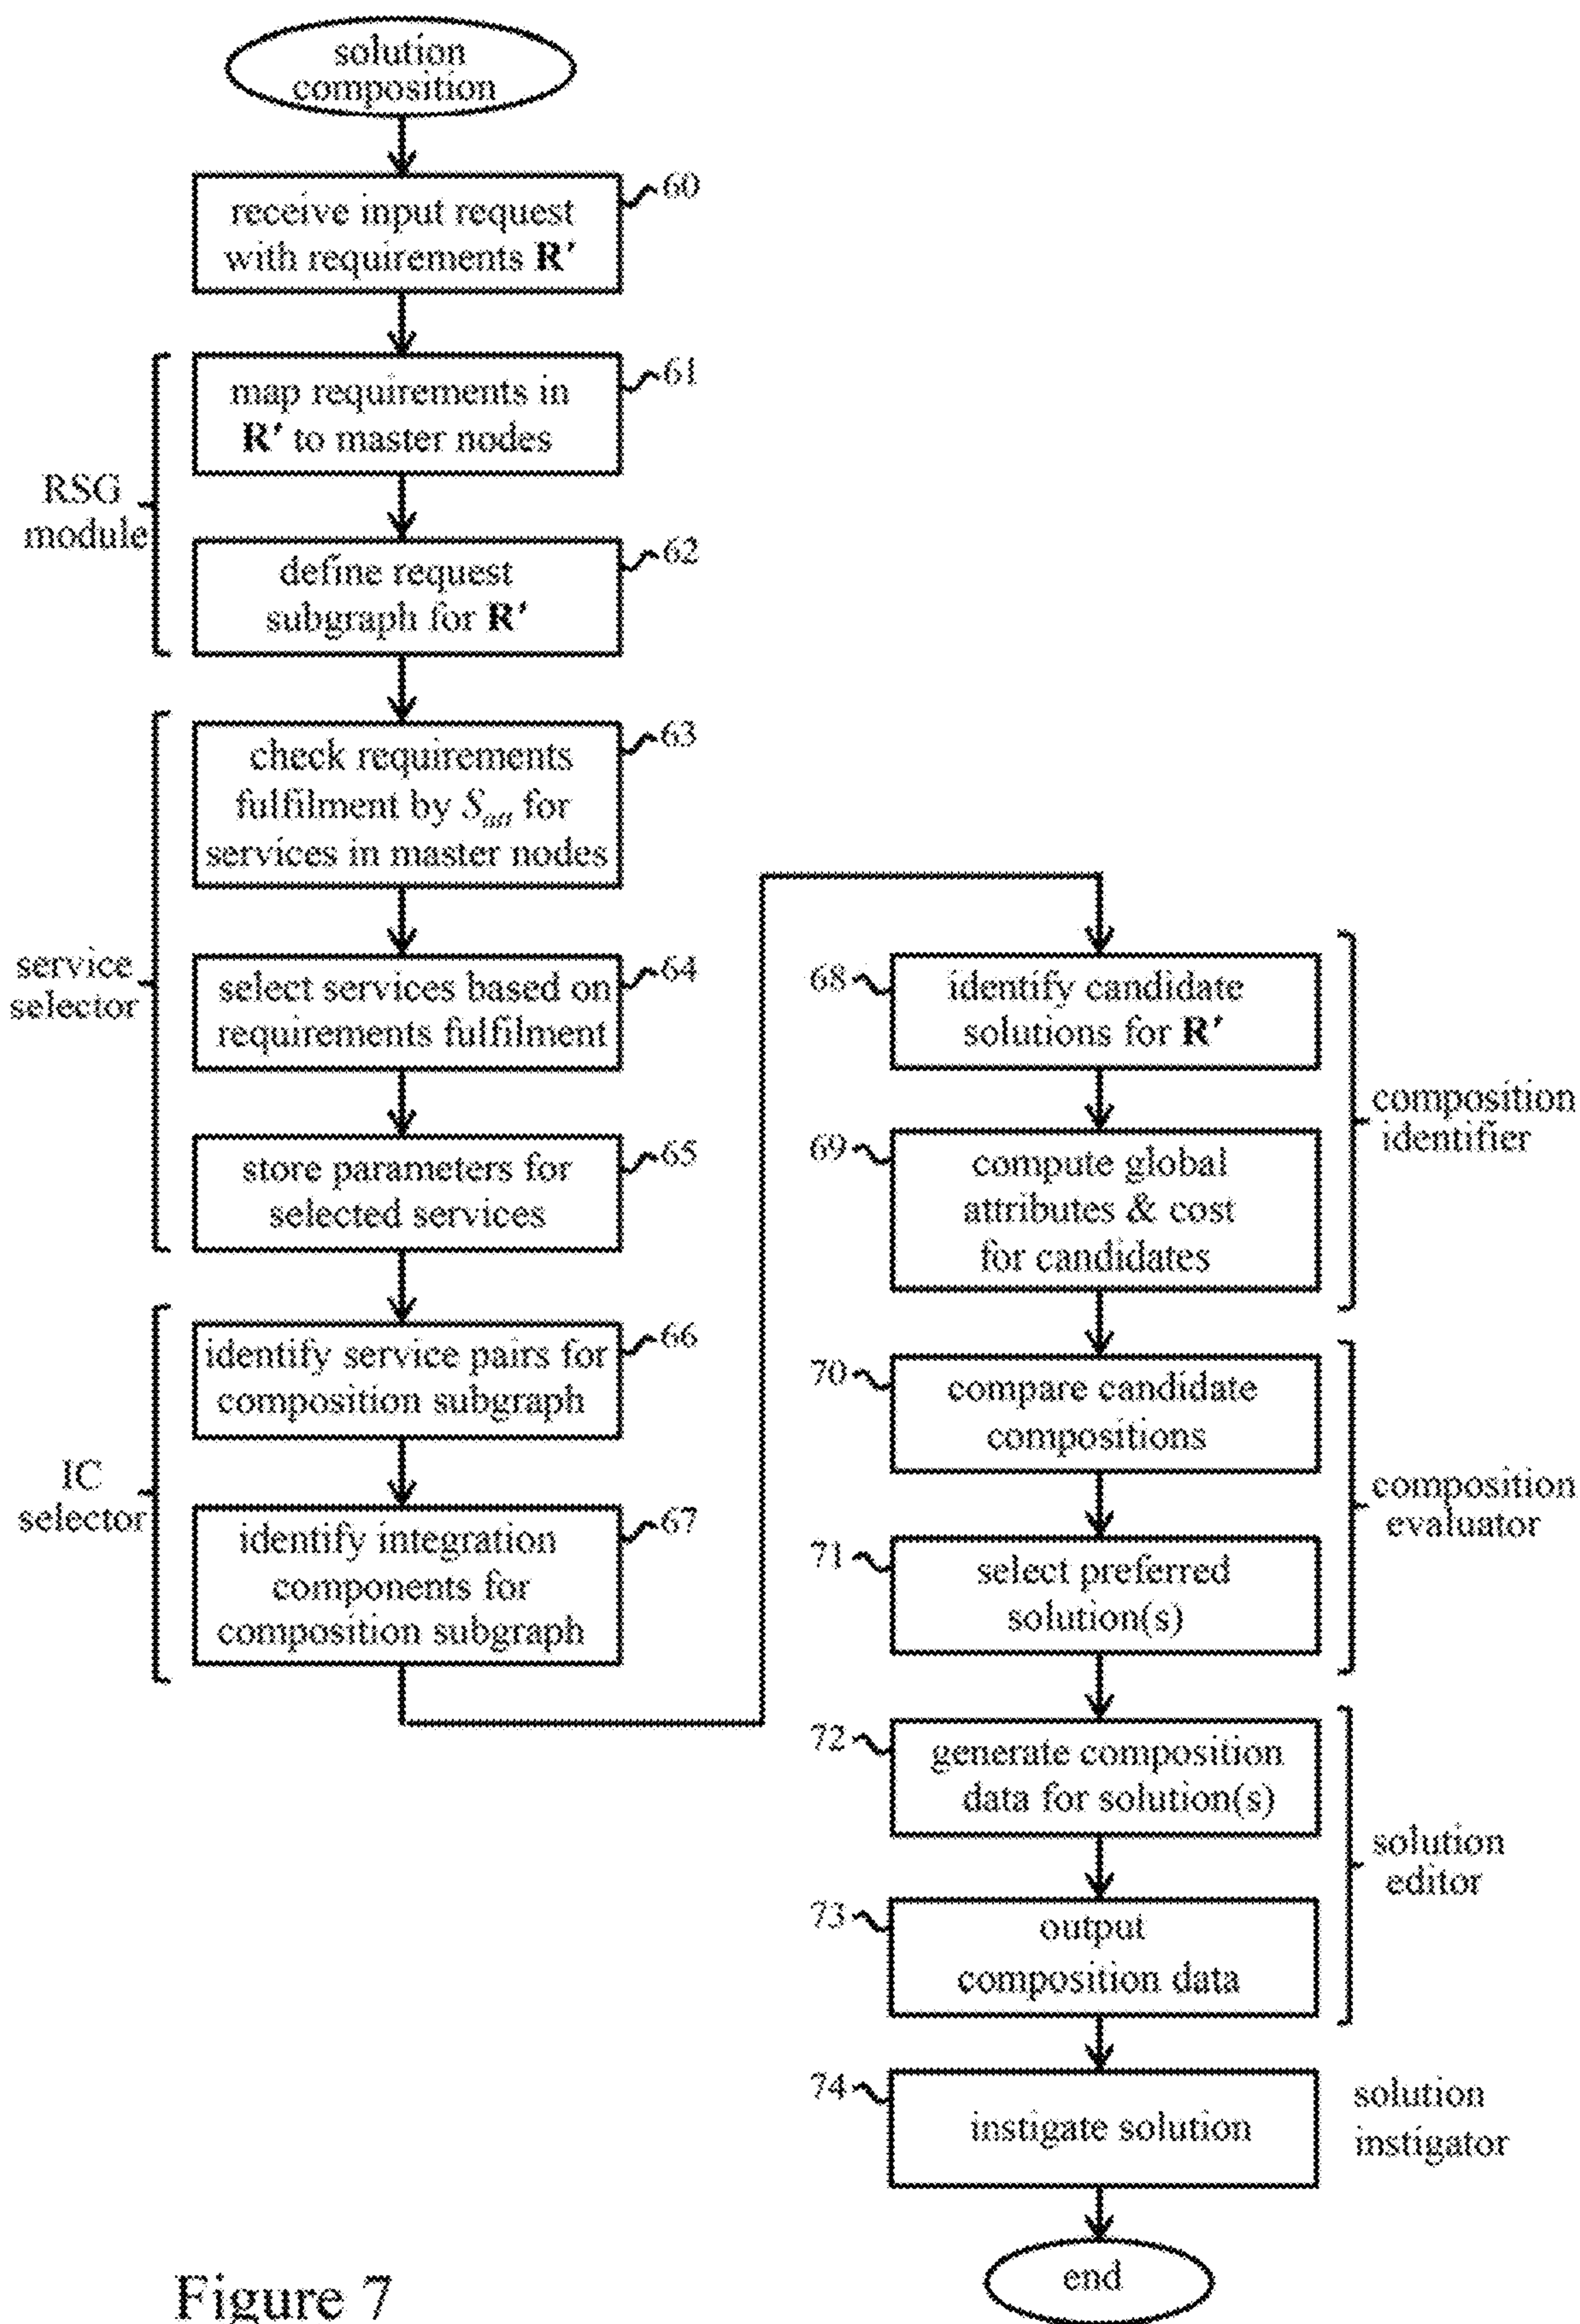 solution
composition
60
receive input request
with requirements R'
61
map requirements in
R' to master nodes
RSG
module
62
define request
subgraph for R'
63
check requirements
fulfilment by S_att for
services in master nodes
service
selector
64
select services based on
requirements fulfilment
65
store parameters for
selected services
66
identify service pairs for
composition subgraph
IC
selector
67
identify integration
components for
composition subgraph
68
identify candidate
solutions for R'
composition
identifier
69
compute global
attributes & cost
for candidates
70
compare candidate
compositions
composition
evaluator
71
select preferred
solution(s)
72
generate composition
data for solution(s)
solution
editor
73
output
composition data
74
instigate solution
solution
instigator
end
Figure 7